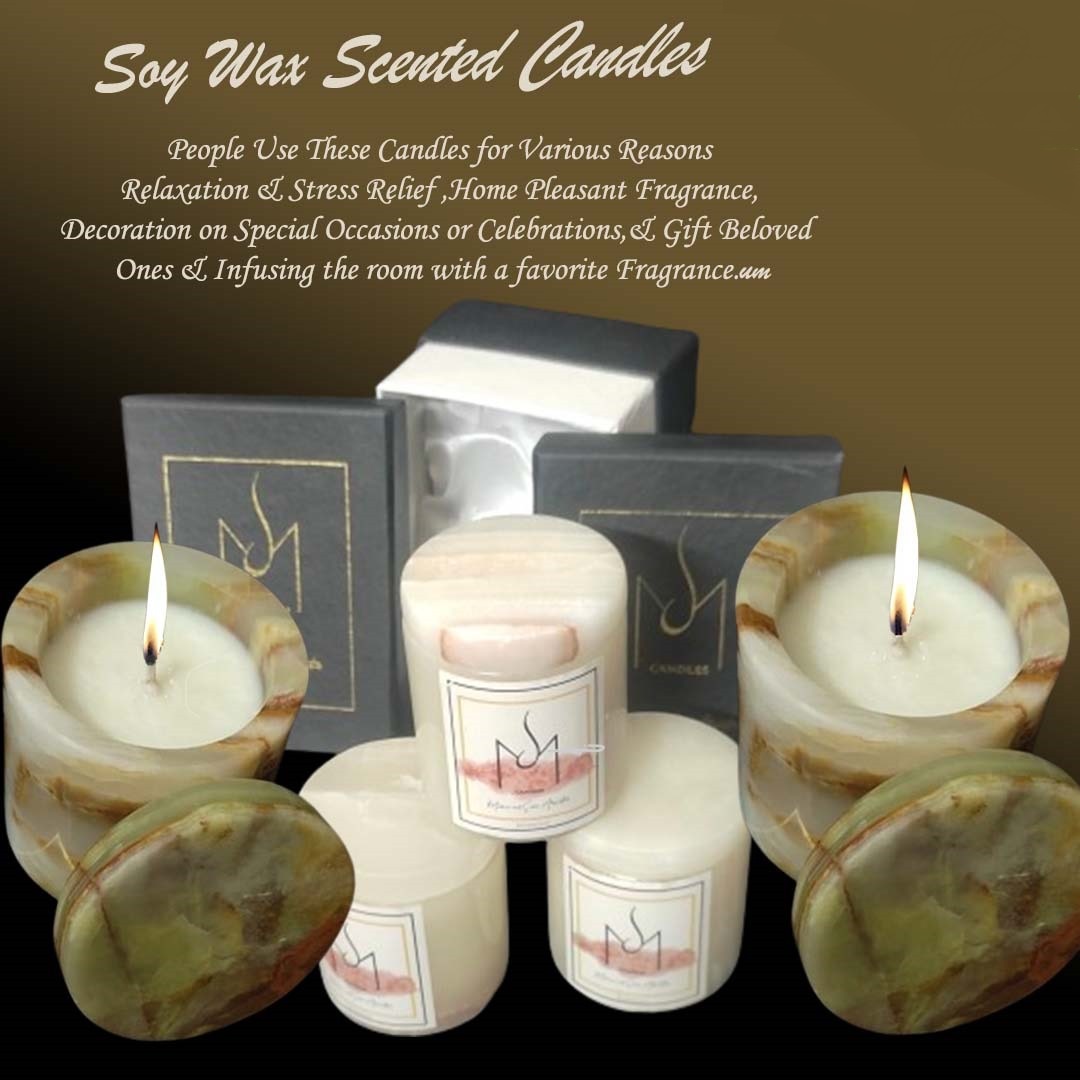 Soy Wax Scented Candles
People Use These Candles for Various Reasons
Relaxation & Stress Relief ,Home Pleasant Fragrance,
Decoration on Special Occasions or Celebrations,& Gift Beloved
Ones & Infusing the room with a favorite Fragrance.um
CANDLES